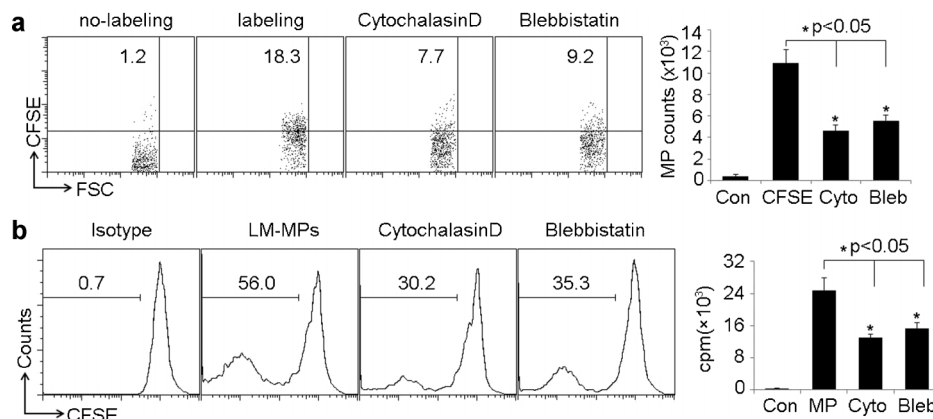 a
no-labeling
labeling
CytochalasinD
Blebbistatin
1.2
18.3
7.7
9.2
CFSE
FSC
MP counts (x10³)
14
12
10
8
6
4
2
0
*p<0.05
*
*
Con CFSE Cyto Bleb
b
Isotype
LM-MPs
CytochalasinD
Blebbistatin
0.7
56.0
30.2
35.3
Counts
CFSE
cpm(×10³)
32
24
16
8
0
*p<0.05
*
*
Con MP Cyto Bleb